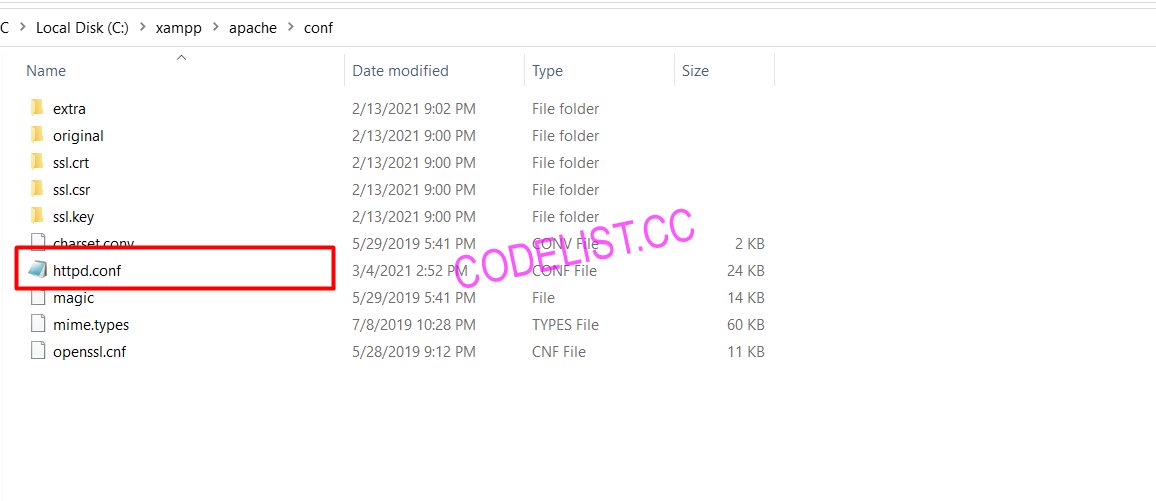 C > Local Disk (C:) > xampp > apache > conf
Name Date modified Type Size
extra 2/13/2021 9:02 PM File folder
original 2/13/2021 9:00 PM File folder
ssl.crt 2/13/2021 9:00 PM File folder
ssl.csr 2/13/2021 9:00 PM File folder
ssl.key 2/13/2021 9:00 PM File folder
charset.conv 5/29/2019 5:41 PM CONV File 2 KB
httpd.conf 3/4/2021 2:52 PM CONF File 24 KB
magic 5/29/2019 5:41 PM File 14 KB
mime.types 7/8/2019 10:28 PM TYPES File 60 KB
openssl.cnf 5/28/2019 9:12 PM CNF File 11 KB
CODELIST.CC